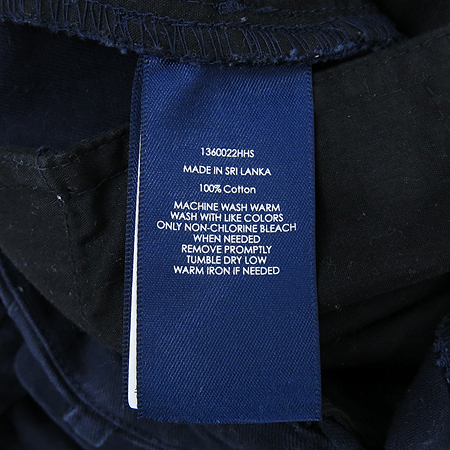 1360022HHS
MADE IN SRI LANKA
100% Cotton
MACHINE WASH WARM
WASH WITH LIKE COLORS
ONLY NON-CHLORINE BLEACH
WHEN NEEDED
REMOVE PROMPTLY
TUMBLE DRY LOW
WARM IRON IF NEEDED